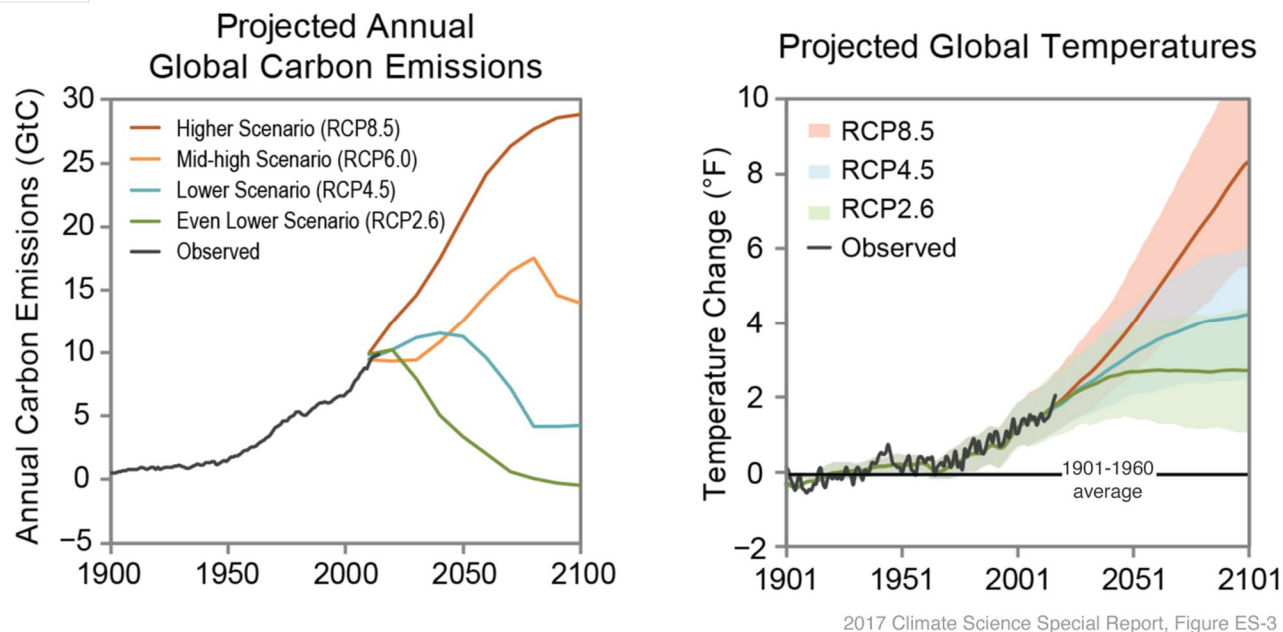 Projected Annual
Global Carbon Emissions
Annual Carbon Emissions (GtC)
30
25
20
15
10
5
0
−5
Higher Scenario (RCP8.5)
Mid-high Scenario (RCP6.0)
Lower Scenario (RCP4.5)
Even Lower Scenario (RCP2.6)
Observed
1900 1950 2000 2050 2100
Projected Global Temperatures
Temperature Change (°F)
10
8
6
4
2
0
−2
RCP8.5
RCP4.5
RCP2.6
Observed
1901-1960
average
1901 1951 2001 2051 2101
2017 Climate Science Special Report, Figure ES-3